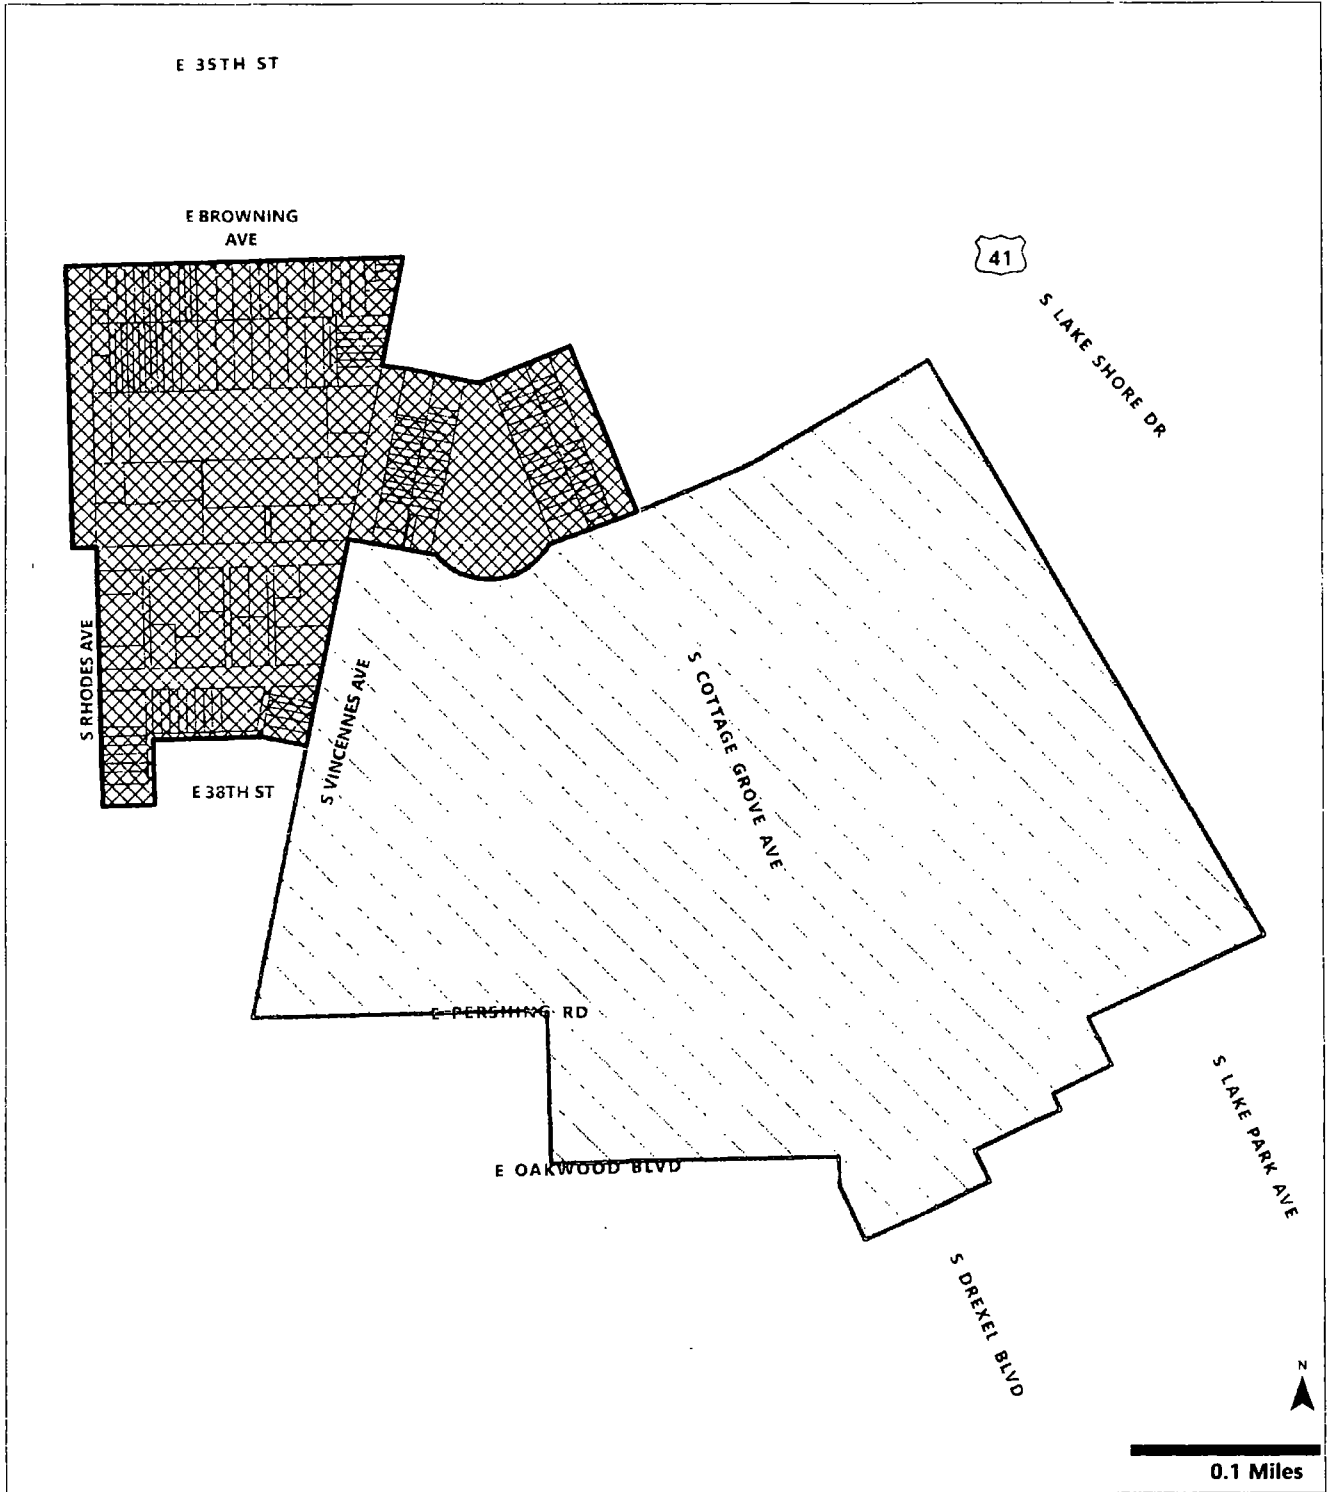 E 35TH ST
E BROWNING
AVE
41
S LAKE SHORE DR
S RHODES AVE
S VINCENNES AVE
S COTTAGE GROVE AVE
E 38TH ST
E PERSHING RD
E OAKWOOD BLVD
S LAKE PARK AVE
S DREXEL BLVD
N
0.1 Miles